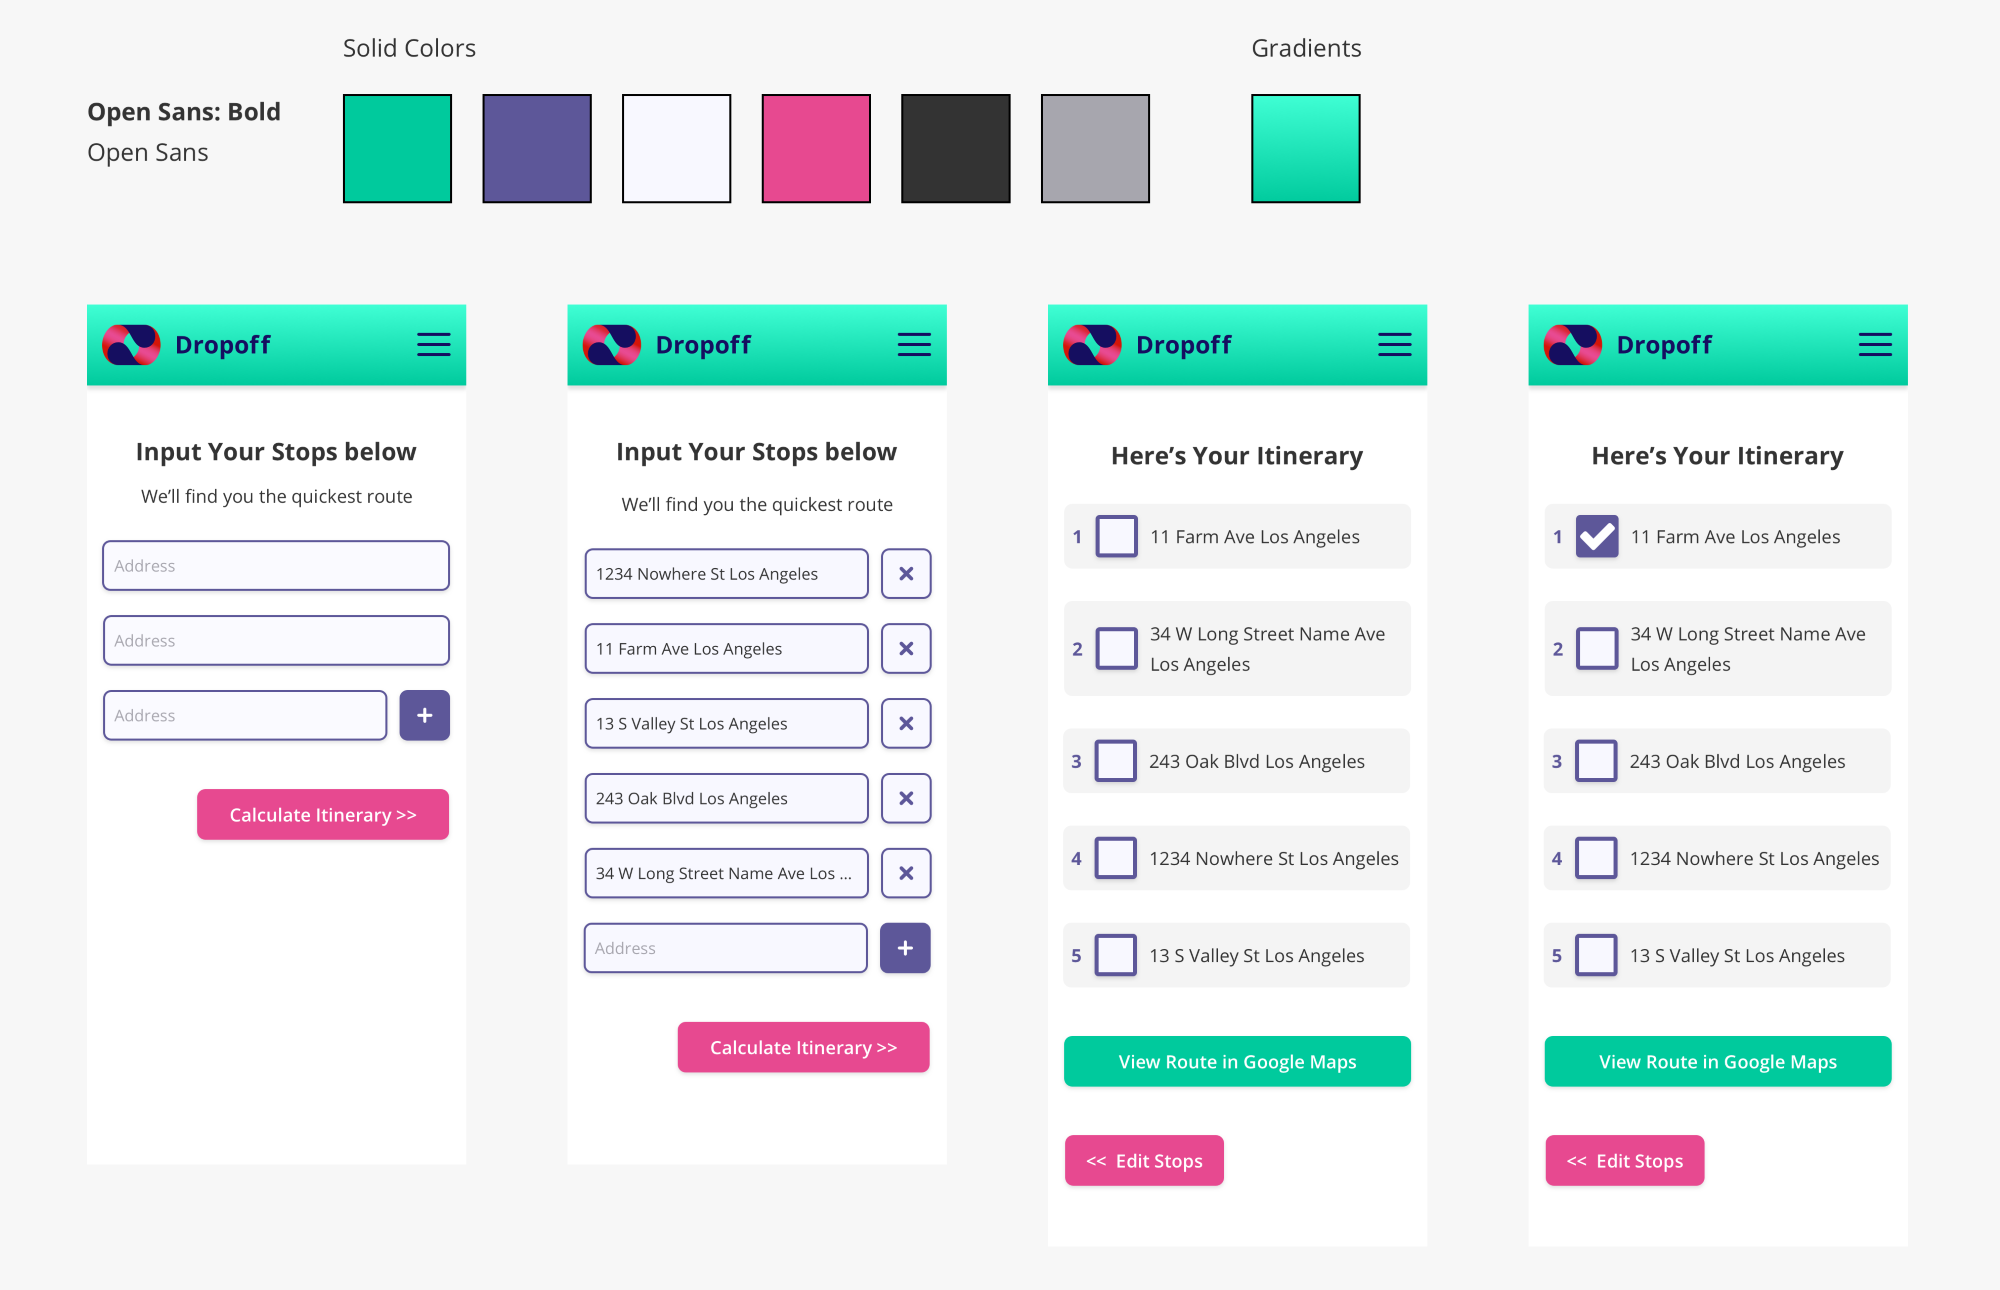 Solid Colors
Gradients
Open Sans: Bold
Open Sans
Dropoff
Input Your Stops below
We'll find you the quickest route
Address
Address
Address
+
Calculate Itinerary >>
Dropoff
Input Your Stops below
We'll find you the quickest route
1234 Nowhere St Los Angeles
11 Farm Ave Los Angeles
13 S Valley St Los Angeles
243 Oak Blvd Los Angeles
34 W Long Street Name Ave Los ...
Address
+
Calculate Itinerary >>
Dropoff
Here's Your Itinerary
1 11 Farm Ave Los Angeles
2 34 W Long Street Name Ave
Los Angeles
3 243 Oak Blvd Los Angeles
4 1234 Nowhere St Los Angeles
5 13 S Valley St Los Angeles
View Route in Google Maps
<< Edit Stops
Dropoff
Here's Your Itinerary
1 11 Farm Ave Los Angeles
2 34 W Long Street Name Ave
Los Angeles
3 243 Oak Blvd Los Angeles
4 1234 Nowhere St Los Angeles
5 13 S Valley St Los Angeles
View Route in Google Maps
<< Edit Stops